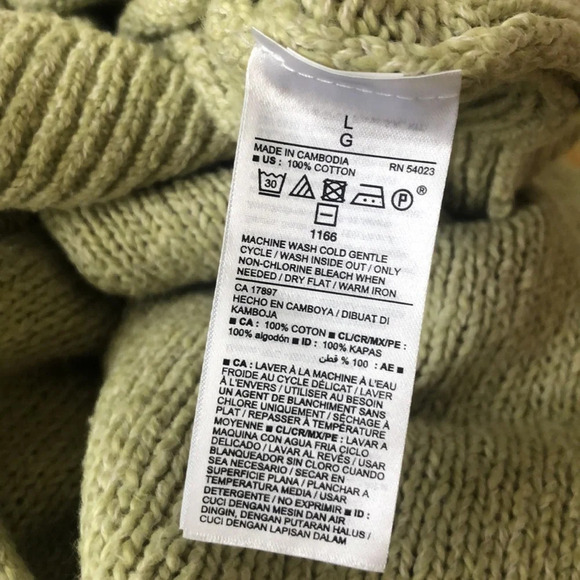 L
G
MADE IN CAMBODIA RN 54023
■ US : 100% COTTON
30 P ®
1166
MACHINE WASH COLD GENTLE
CYCLE / WASH INSIDE OUT / ONLY
NON-CHLORINE BLEACH WHEN
NEEDED / DRY FLAT / WARM IRON
CA 17897
HECHO EN CAMBOYA / DIBUAT DI
KAMBOJA
■ CA : 100% COTON ■ CL/CR/MX/PE :
100% algodón ■ ID : 100% KAPAS
■ AE : 100 % قطن
■ CA : LAVER À LA MACHINE À L'EAU
FROIDE AU CYCLE DÉLICAT / LAVER
À L'ENVERS / UTILISER AU BESOIN
UN AGENT DE BLANCHIMENT SANS
CHLORE UNIQUEMENT / SÉCHAGE À
PLAT / REPASSER À TEMPÉRATURE
MOYENNE ■ CL/CR/MX/PE : LAVAR A
MAQUINA CON AGUA FRIA CICLO
DELICADO / LAVAR AL REVÉS / USAR
BLANQUEADOR SIN CLORO CUANDO
SEA NECESARIO / SECAR EN
SUPERFICIE PLANA / PLANCHAR A
TEMPERATURA MEDIA / USAR
DETERGENTE / NO EXPRIMIR ■ ID :
CUCI DENGAN MESIN DAN AIR
DINGIN, DENGAN PUTARAN HALUS /
CUCI DENGAN LAPISAN DALAM